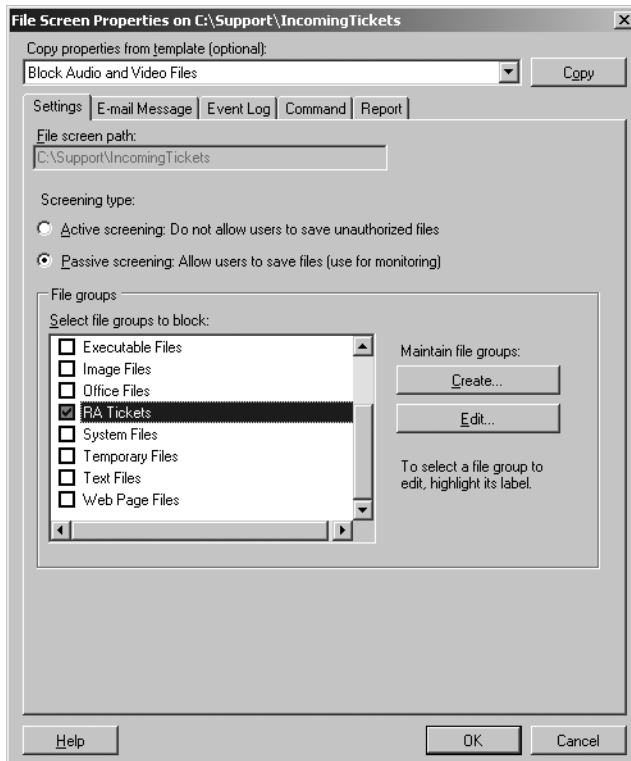 File Screen Properties on C:\Support\IncomingTickets
Copy properties from template (optional):
Block Audio and Video Files
Copy
Settings
E-mail Message
Event Log
Command
Report
File screen path:
C:\Support\IncomingTickets
Screening type:
Active screening: Do not allow users to save unauthorized files
Passive screening: Allow users to save files (use for monitoring)
File groups
Select file groups to block:
Executable Files
Image Files
Office Files
RA Tickets
System Files
Temporary Files
Text Files
Web Page Files
Maintain file groups:
Create...
Edit...
To select a file group to
edit, highlight its label.
Help
OK
Cancel